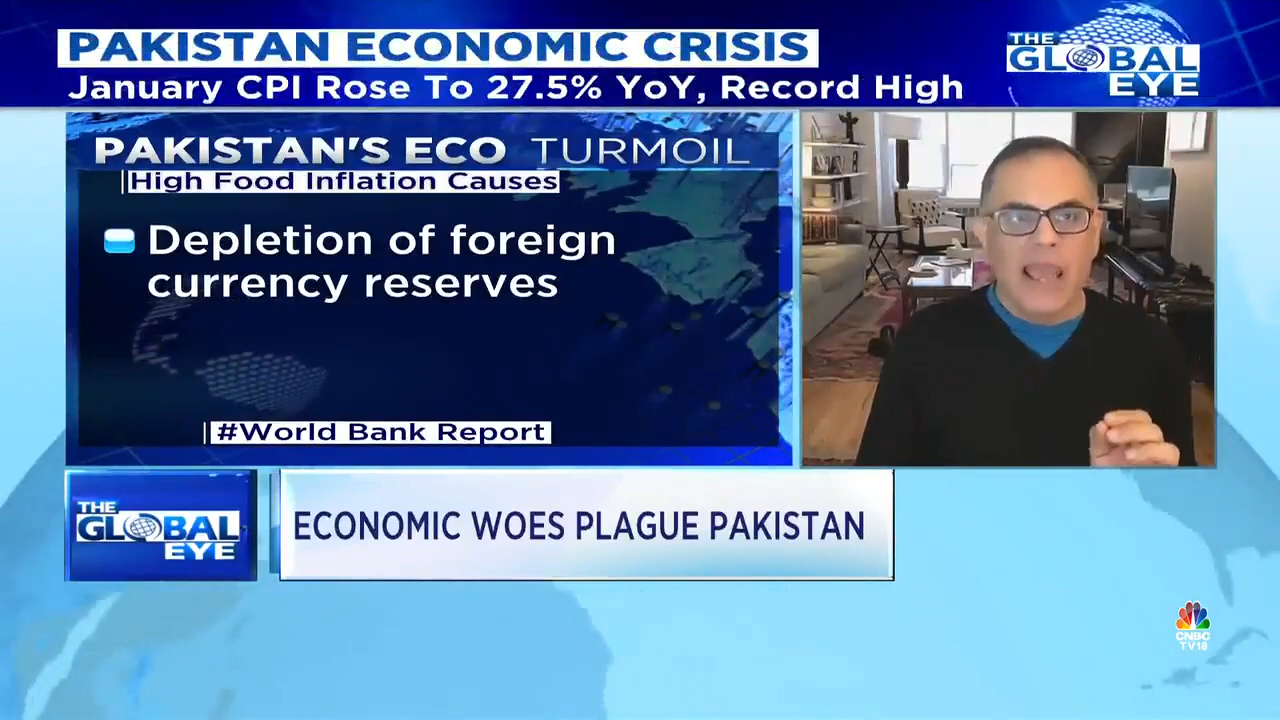 PAKISTAN ECONOMIC CRISIS
January CPI Rose To 27.5% YoY, Record High
THE
GLOBAL
EYE
PAKISTAN'S ECO TURMOIL
High Food Inflation Causes
Depletion of foreign
currency reserves
#World Bank Report
THE
GLOBAL
EYE
ECONOMIC WOES PLAGUE PAKISTAN
CNBC
TV18